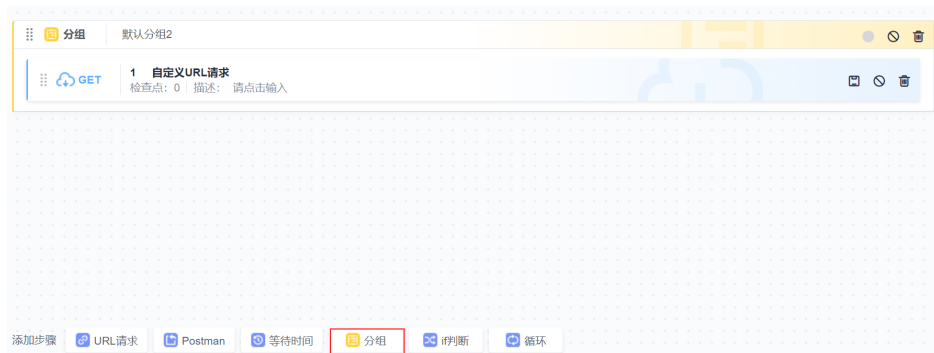 分组 默认分组2
GET 1 自定义URL请求
检查点：0 描述： 请点击输入
添加步骤 URL请求 Postman 等待时间 分组 if判断 循环